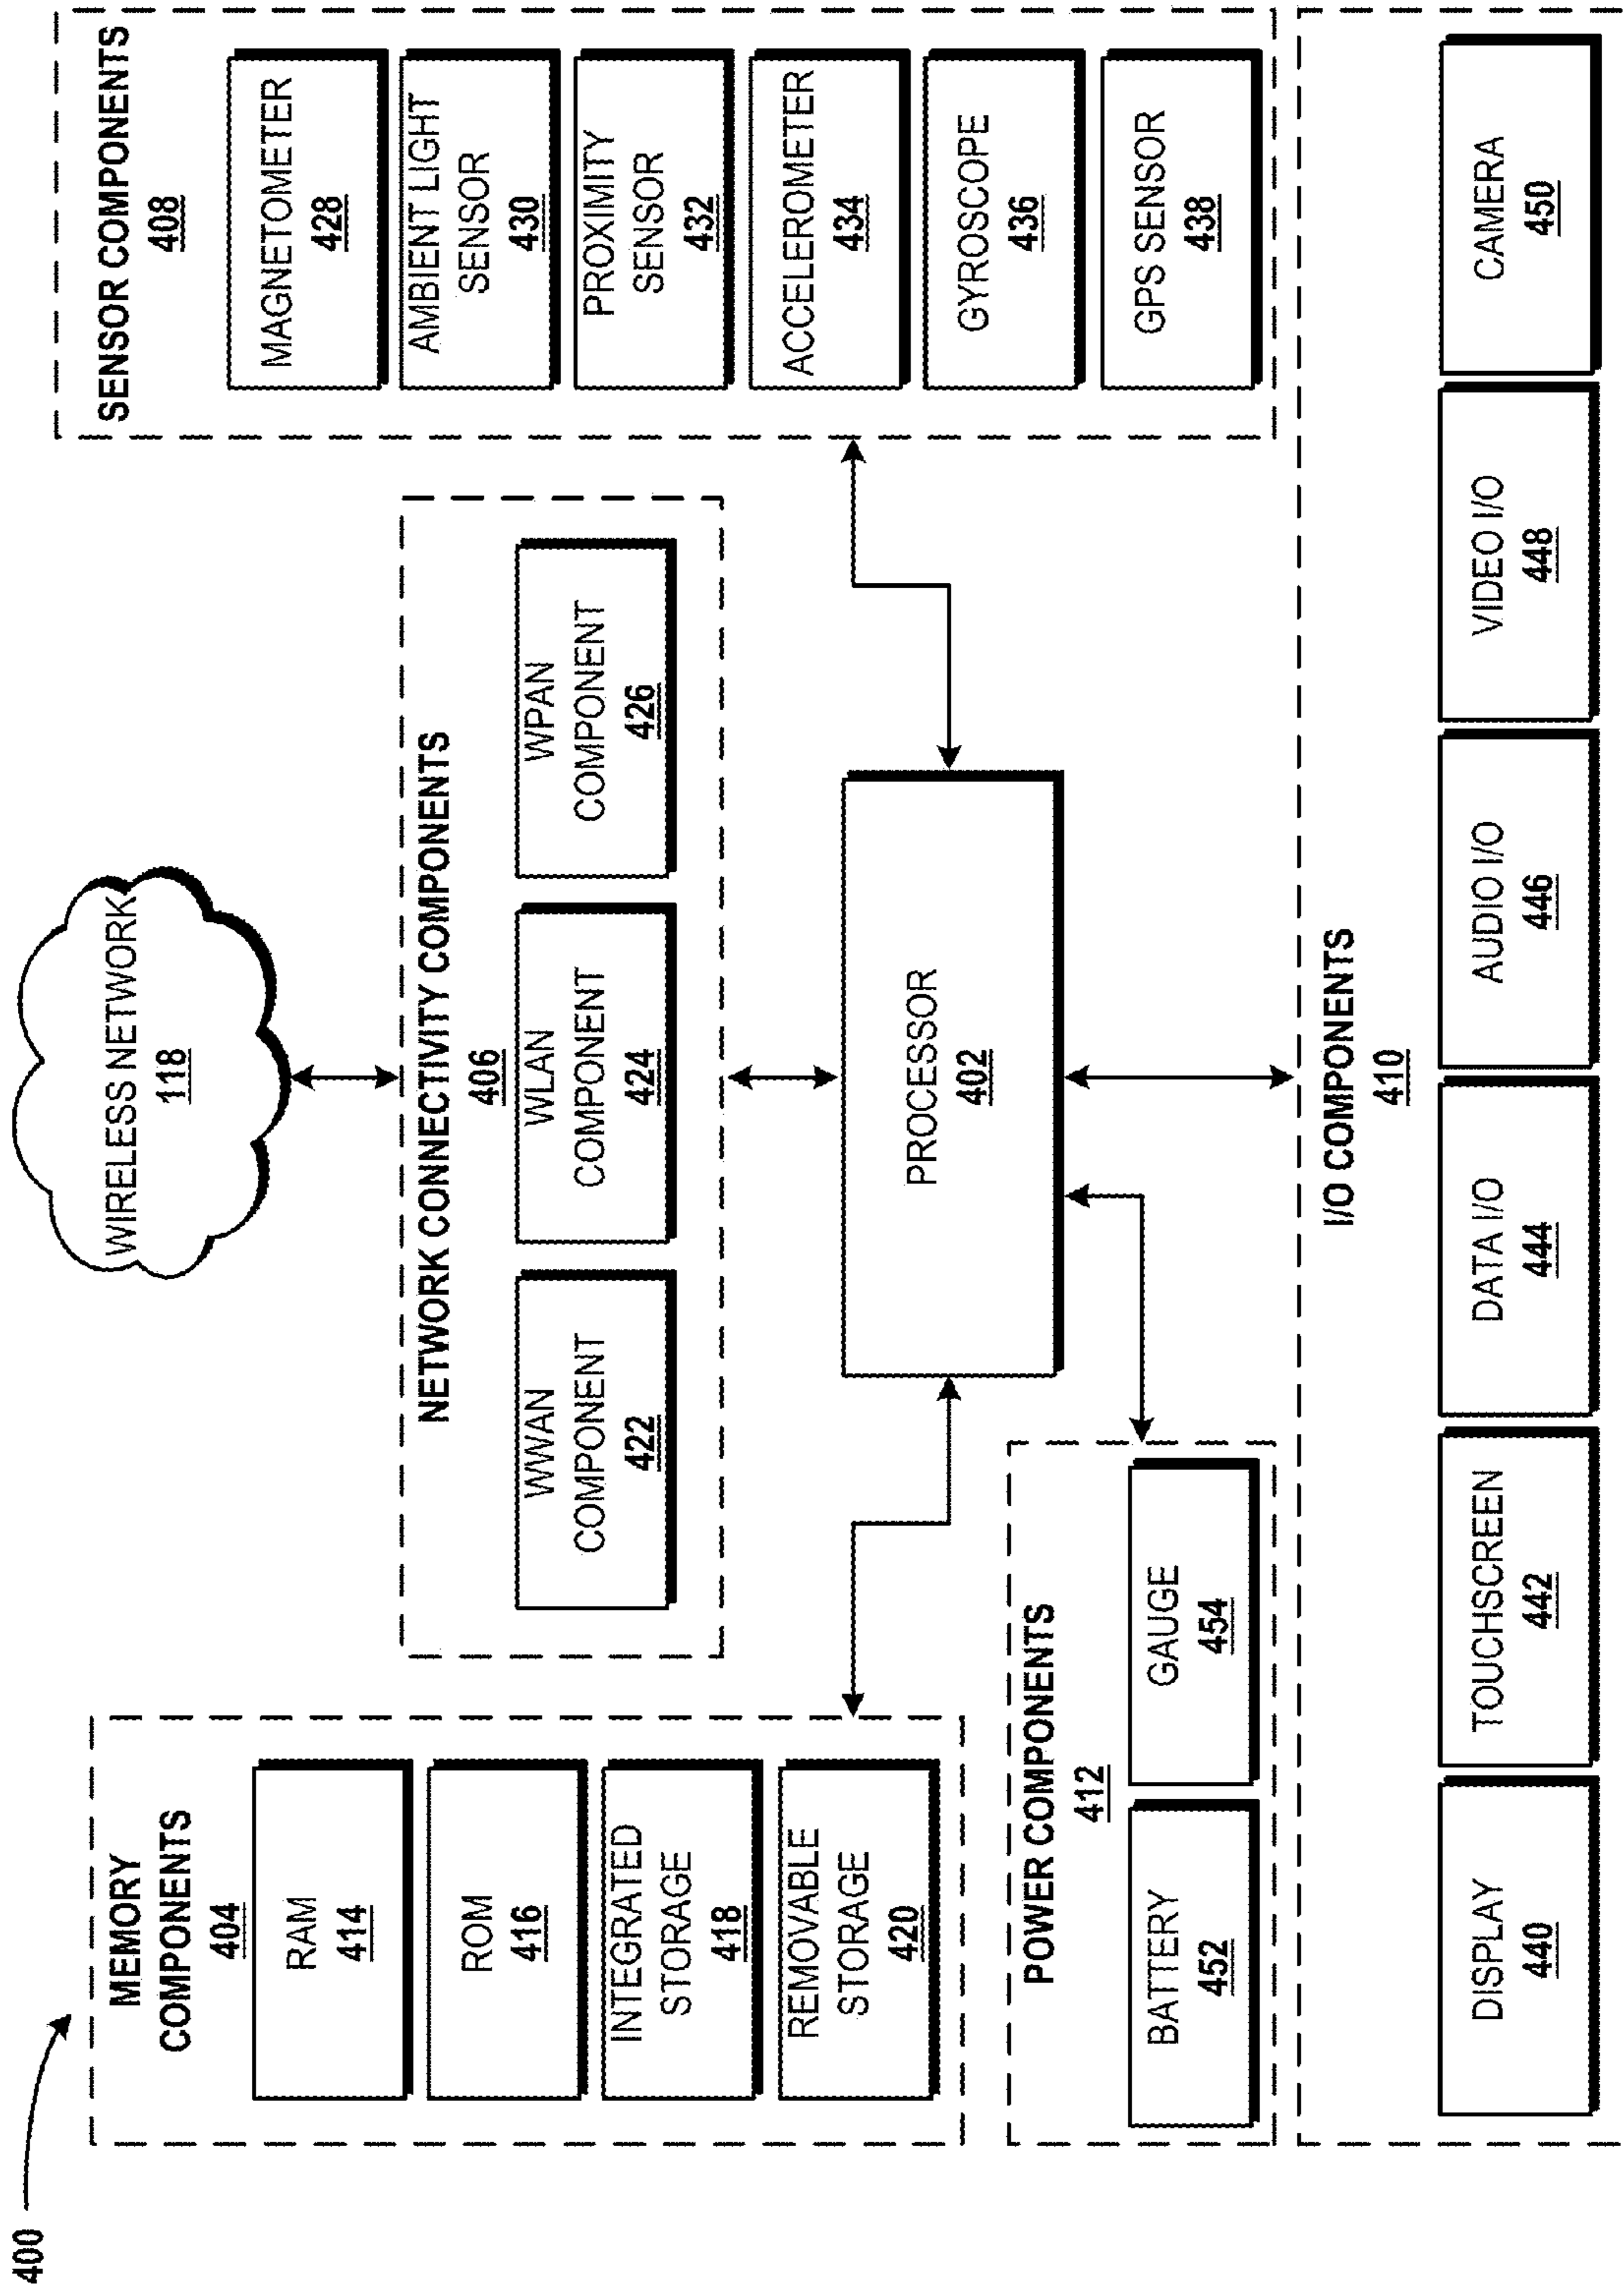 400
WIRELESS NETWORK
118
MEMORY
COMPONENTS
404
RAM
414
ROM
416
INTEGRATED
STORAGE
418
REMOVABLE
STORAGE
420
NETWORK CONNECTIVITY COMPONENTS
406
WWAN
COMPONENT
422
WLAN
COMPONENT
424
WPAN
COMPONENT
426
SENSOR COMPONENTS
408
MAGNETOMETER
428
AMBIENT LIGHT
SENSOR
430
PROXIMITY
SENSOR
432
ACCELEROMETER
434
GYROSCOPE
436
GPS SENSOR
438
PROCESSOR
402
POWER COMPONENTS
412
BATTERY
452
GAUGE
454
I/O COMPONENTS
410
DISPLAY
440
TOUCHSCREEN
442
DATA I/O
444
AUDIO I/O
446
VIDEO I/O
448
CAMERA
450